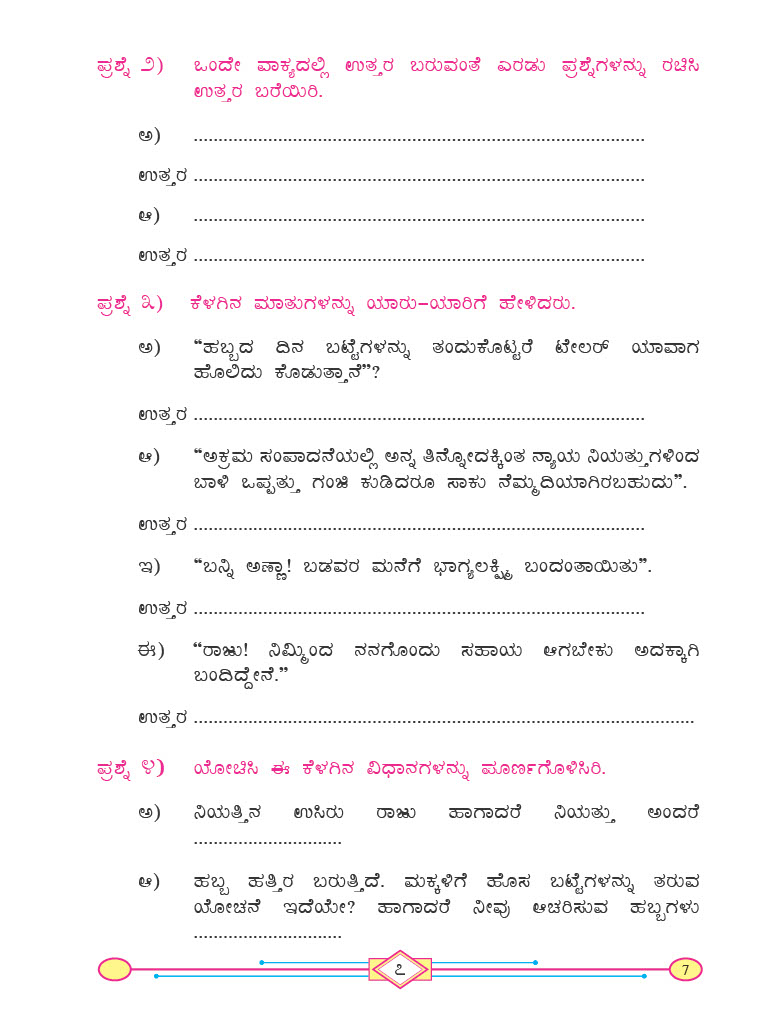 ಪ್ರಶ್ನೆ ೨) ಒಂದೇ ವಾಕ್ಯದಲ್ಲಿ ಉತ್ತರ ಬರುವಂತೆ ಎರಡು ಪ್ರಶ್ನೆಗಳನ್ನು ರಚಿಸಿ
ಉತ್ತರ ಬರೆಯಿರಿ.
ಅ) ............................................................................................
ಉತ್ತರ ............................................................................................
ಆ) ............................................................................................
ಉತ್ತರ ............................................................................................
ಪ್ರಶ್ನೆ ೩) ಕೆಳಗಿನ ಮಾತುಗಳನ್ನು ಯಾರು-ಯಾರಿಗೆ ಹೇಳಿದರು.
ಅ) “ಹಬ್ಬದ ದಿನ ಬಟ್ಟೆಗಳನ್ನು ತಂದುಕೊಟ್ಟರೆ ಟೇಲರ್ ಯಾವಾಗ
ಹೊಲಿದು ಕೊಡುತ್ತಾನೆ”?
ಉತ್ತರ ............................................................................................
ಆ) “ಅಕ್ರಮ ಸಂಪಾದನೆಯಲ್ಲಿ ಅನ್ನ ತಿನ್ನೋದಕ್ಕಿಂತ ನ್ಯಾಯ ನಿಯತ್ತುಗಳಿಂದ
ಬಾಳಿ ಒಪ್ಪತ್ತು ಗಂಜಿ ಕುಡಿದರೂ ಸಾಕು ನೆಮ್ಮದಿಯಾಗಿರಬಹುದು”.
ಉತ್ತರ ............................................................................................
ಇ) “ಬನ್ನಿ ಅಣ್ಣಾ! ಬಡವರ ಮನೆಗೆ ಭಾಗ್ಯಲಕ್ಷ್ಮಿ ಬಂದಂತಾಯಿತು”.
ಉತ್ತರ ............................................................................................
ಈ) “ರಾಜು! ನಿಮ್ಮಿಂದ ನನಗೊಂದು ಸಹಾಯ ಆಗಬೇಕು ಅದಕ್ಕಾಗಿ
ಬಂದಿದ್ದೇನೆ.”
ಉತ್ತರ ......................................................................................................
ಪ್ರಶ್ನೆ ೪) ಯೋಚಿಸಿ ಈ ಕೆಳಗಿನ ವಿಧಾನಗಳನ್ನು ಪೂರ್ಣಗೊಳಿಸಿರಿ.
ಅ) ನಿಯತ್ತಿನ ಉಸಿರು ರಾಜು ಹಾಗಾದರೆ ನಿಯತ್ತು ಅಂದರೆ
..............................
ಆ) ಹಬ್ಬ ಹತ್ತಿರ ಬರುತ್ತಿದೆ. ಮಕ್ಕಳಿಗೆ ಹೊಸ ಬಟ್ಟೆಗಳನ್ನು ತರುವ
ಯೋಚನೆ ಇದೆಯೇ? ಹಾಗಾದರೆ ನೀವು ಆಚರಿಸುವ ಹಬ್ಬಗಳು
..............................
೭ 7